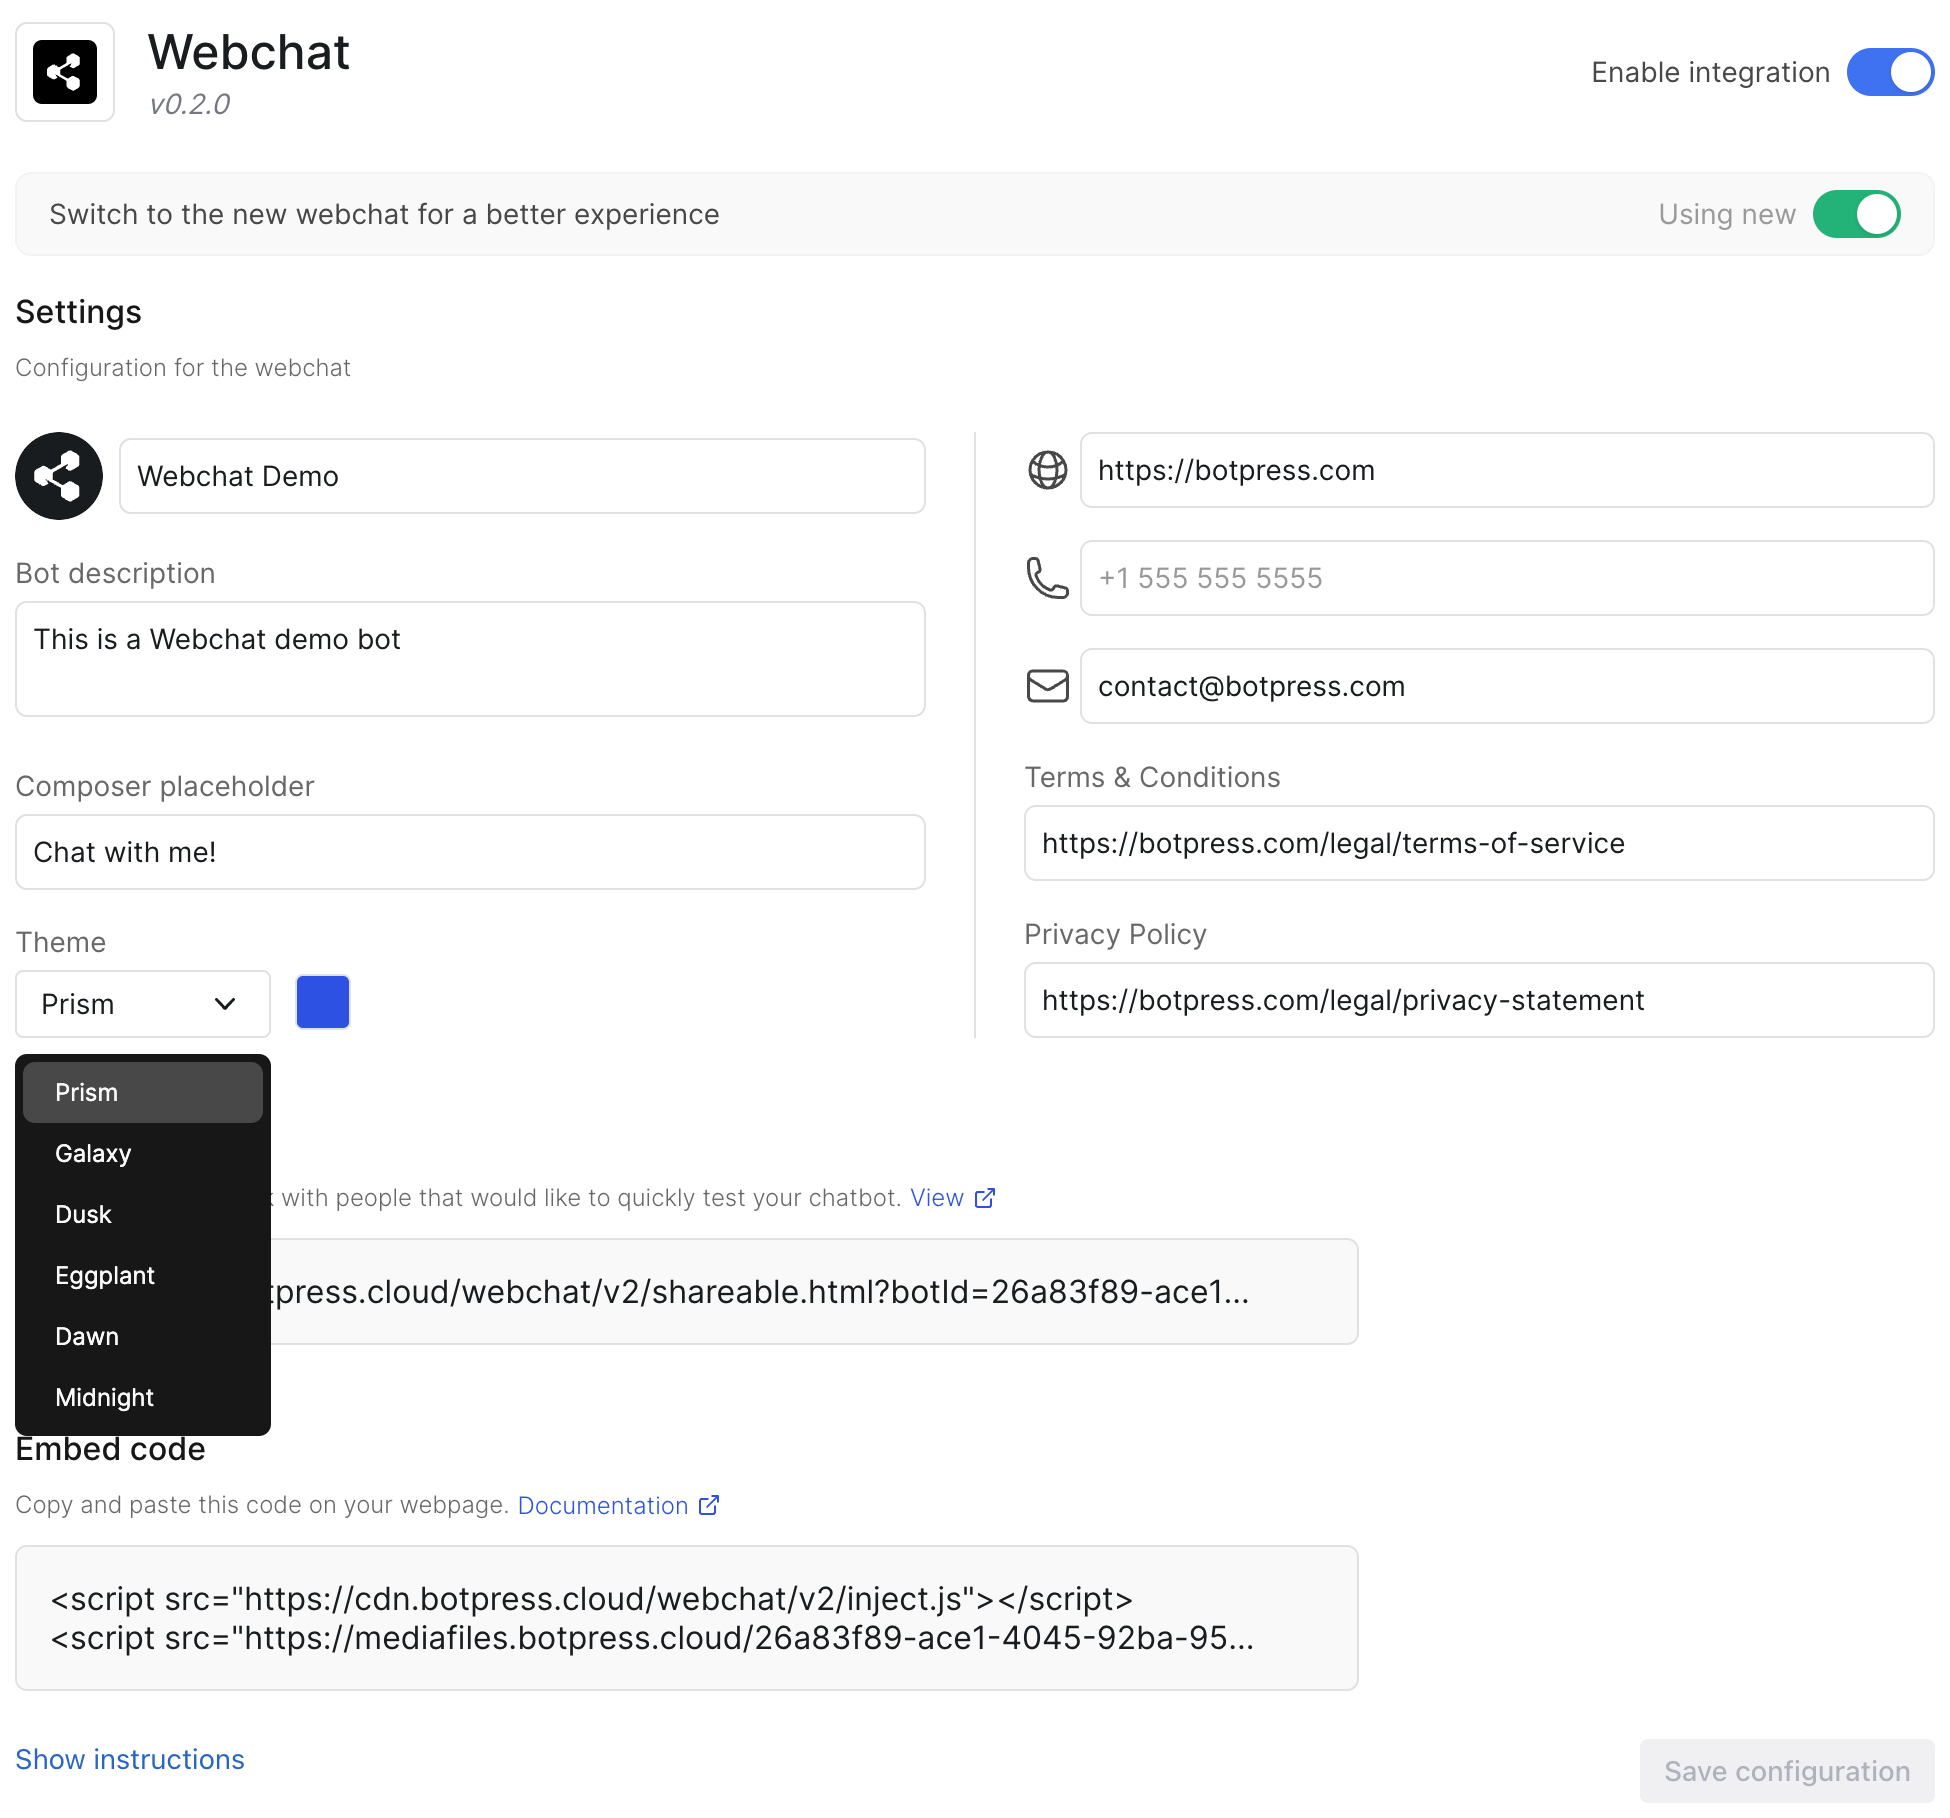 Webchat
v0.2.0
Enable integration
Switch to the new webchat for a better experience
Using new
Settings
Configuration for the webchat
Webchat Demo
Bot description
This is a Webchat demo bot
Composer placeholder
Chat with me!
Theme
Prism
https://botpress.com
+1 555 555 5555
contact@botpress.com
Terms & Conditions
https://botpress.com/legal/terms-of-service
Privacy Policy
https://botpress.com/legal/privacy-statement
Prism
Galaxy
Dusk
Eggplant
Dawn
Midnight
with people that would like to quickly test your chatbot. View
press.cloud/webchat/v2/shareable.html?botId=26a83f89-ace1...
Embed code
Copy and paste this code on your webpage. Documentation
<script src="https://cdn.botpress.cloud/webchat/v2/inject.js"></script>
<script src="https://mediafiles.botpress.cloud/26a83f89-ace1-4045-92ba-95...
Show instructions
Save configuration